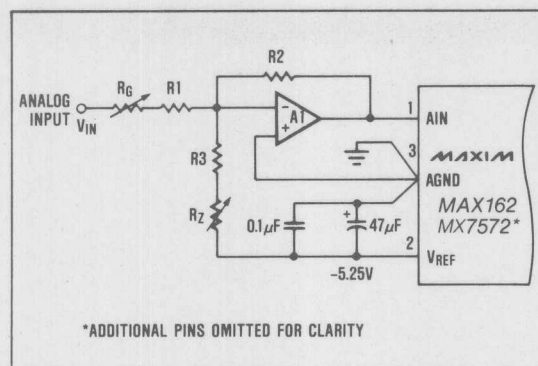 R2
RG
R1
ANALOG
INPUT
VIN
−
+
A1
1
AIN
3
MAXIM
AGND
R3
MAX162
MX7572*
RZ
0.1µF
+
47µF
2
VREF
−5.25V
*ADDITIONAL PINS OMITTED FOR CLARITY